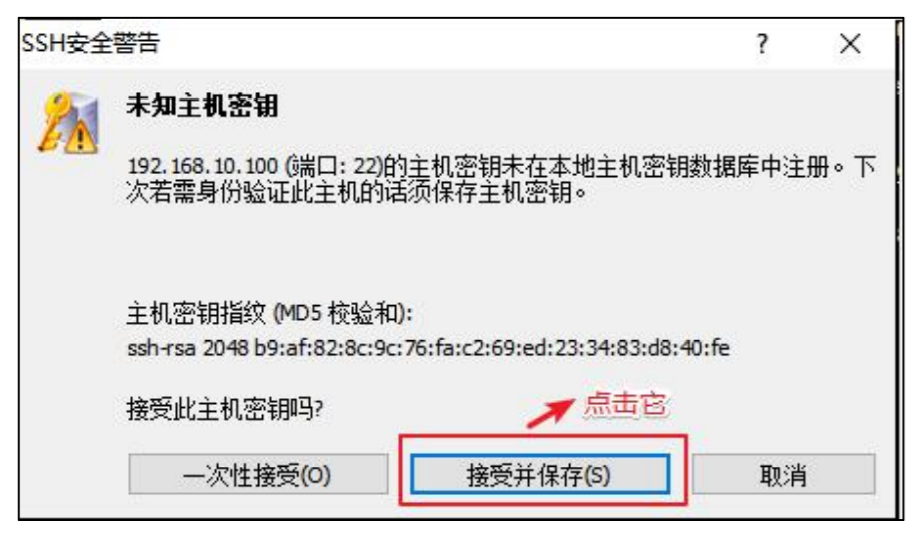 SSH安全警告
未知主机密钥
192.168.10.100 (端口: 22)的主机密钥未在本地主机密钥数据库中注册。下
次若需身份验证此主机的话须保存主机密钥。
主机密钥指纹 (MD5 校验和):
ssh-rsa 2048 b9:af:82:8c:9c:76:fa:c2:69:ed:23:34:83:d8:40:fe
接受此主机密钥吗?
点击它
一次性接受(O) 接受并保存(S) 取消